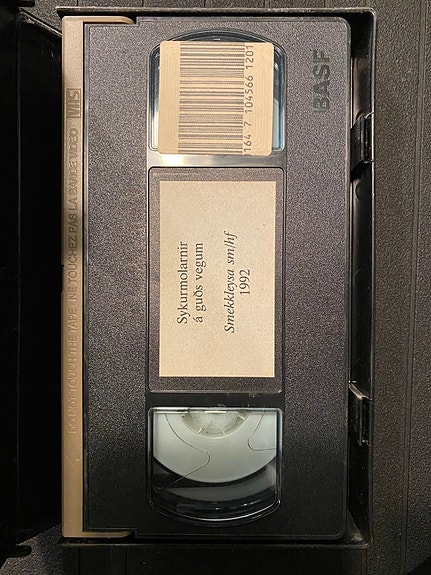 Sykurmolarnir
á guðs vegum
Smekkleysa sm/hf
1992
164 7 104566 1201
BASF
VHS
DO NOT TOUCH THE TAPE · NE TOUCHEZ PAS LA BANDE VIDEO